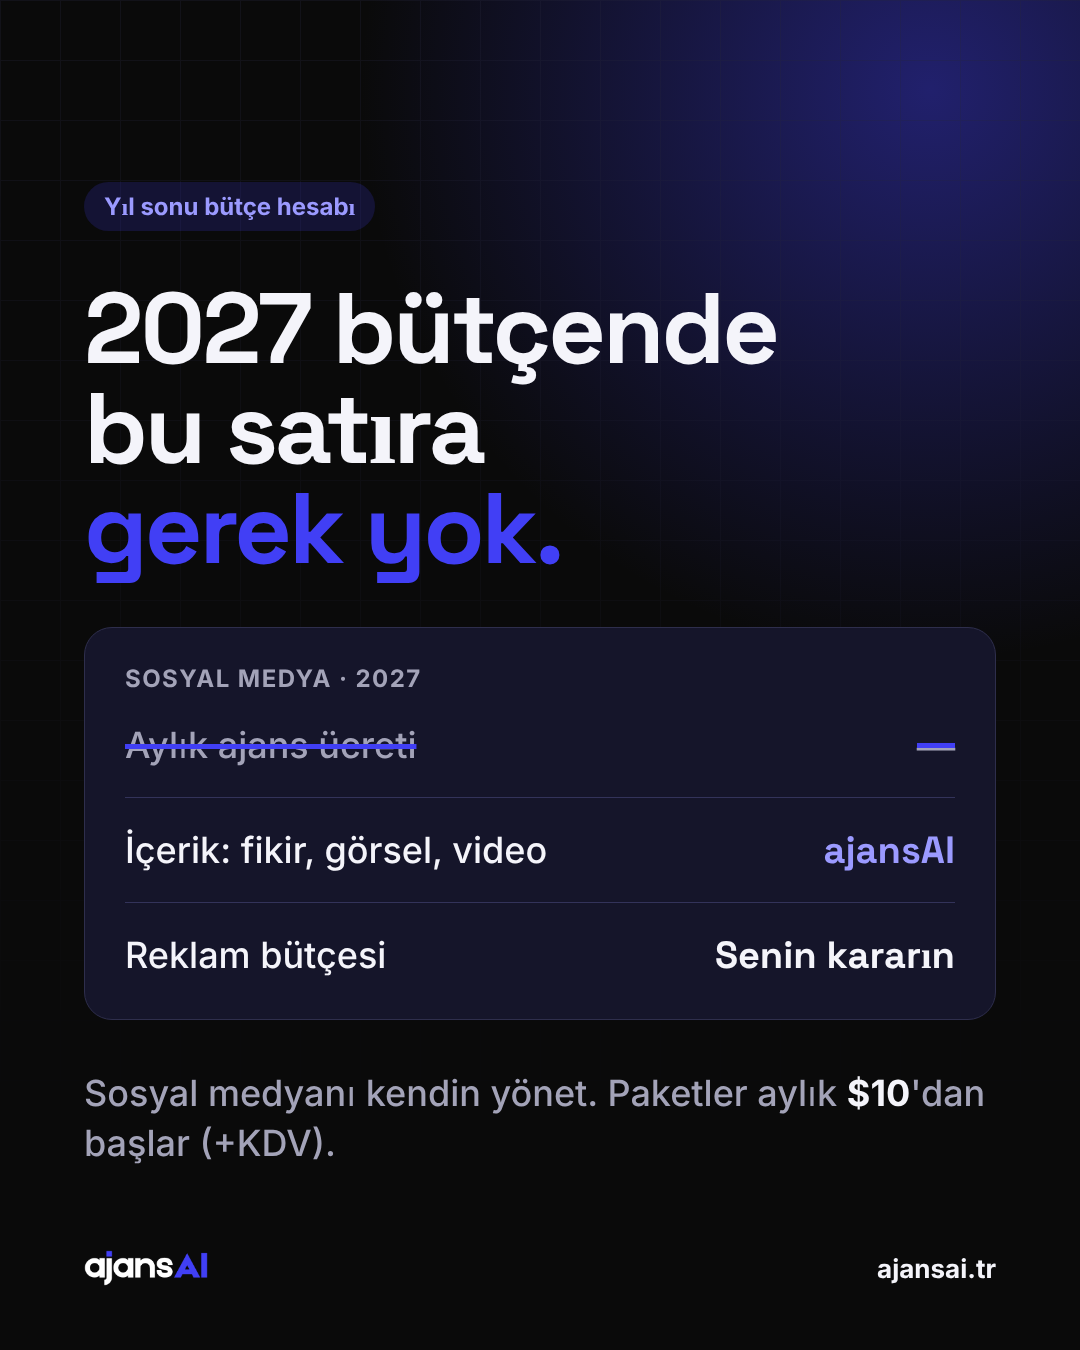 Yıl sonu bütçe hesabı
2027 bütçende
bu satıra
gerek yok.
SOSYAL MEDYA · 2027
Aylık ajans ücreti —
İçerik: fikir, görsel, video ajansAI
Reklam bütçesi Senin kararın
Sosyal medyanı kendin yönet. Paketler aylık $10'dan
başlar (+KDV).
ajansAI ajansai.tr